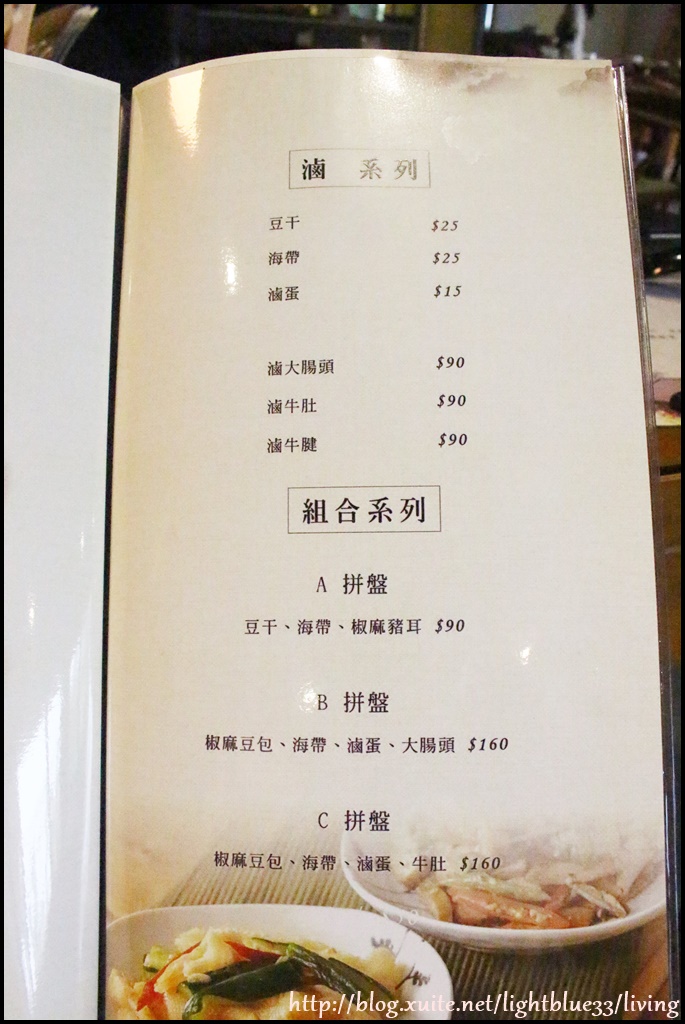 滷 系列
豆干 $25
海帶 $25
滷蛋 $15
滷大腸頭 $90
滷牛肚 $90
滷牛腱 $90
組合系列
A 拼盤
豆干、海帶、椒麻豬耳 $90
B 拼盤
椒麻豆包、海帶、滷蛋、大腸頭 $160
C 拼盤
椒麻豆包、海帶、滷蛋、牛肚 $160
http://blog.xuite.net/lightblue33/living